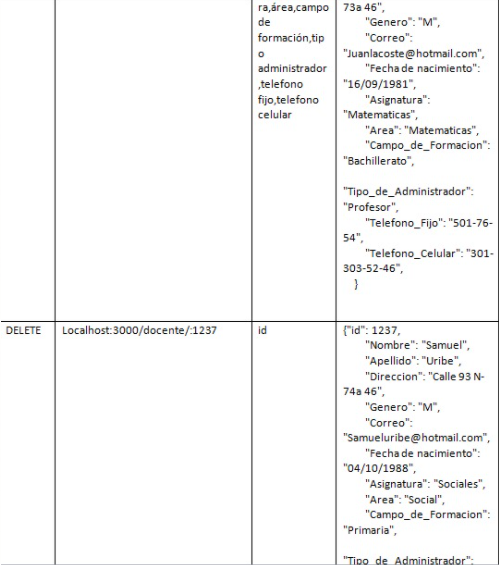 ra,área,campo
de
formación,tip
o
administrador
,telefono
fijo,telefono
celular
73a 46",
"Genero": "M",
"Correo":
"Juanlacoste@hotmail.com",
"Fecha de nacimiento":
"16/09/1981",
"Asignatura":
"Matematicas",
"Area": "Matematicas",
"Campo_de_Formacion":
"Bachillerato",
"Tipo_de_Administrador":
"Profesor",
"Telefono_Fijo": "501-76-
54",
"Telefono_Celular": "301-
303-52-46",
}
DELETE
Localhost:3000/docente/:1237
id
{"id": 1237,
"Nombre": "Samuel",
"Apellido": "Uribe",
"Direccion": "Calle 93 N-
74a 46",
"Genero": "M",
"Correo":
"Samueluribe@hotmail.com",
"Fecha de nacimiento":
"04/10/1988",
"Asignatura": "Sociales",
"Area": "Social",
"Campo_de_Formacion":
"Primaria",
"Tipo_de_Administrador":